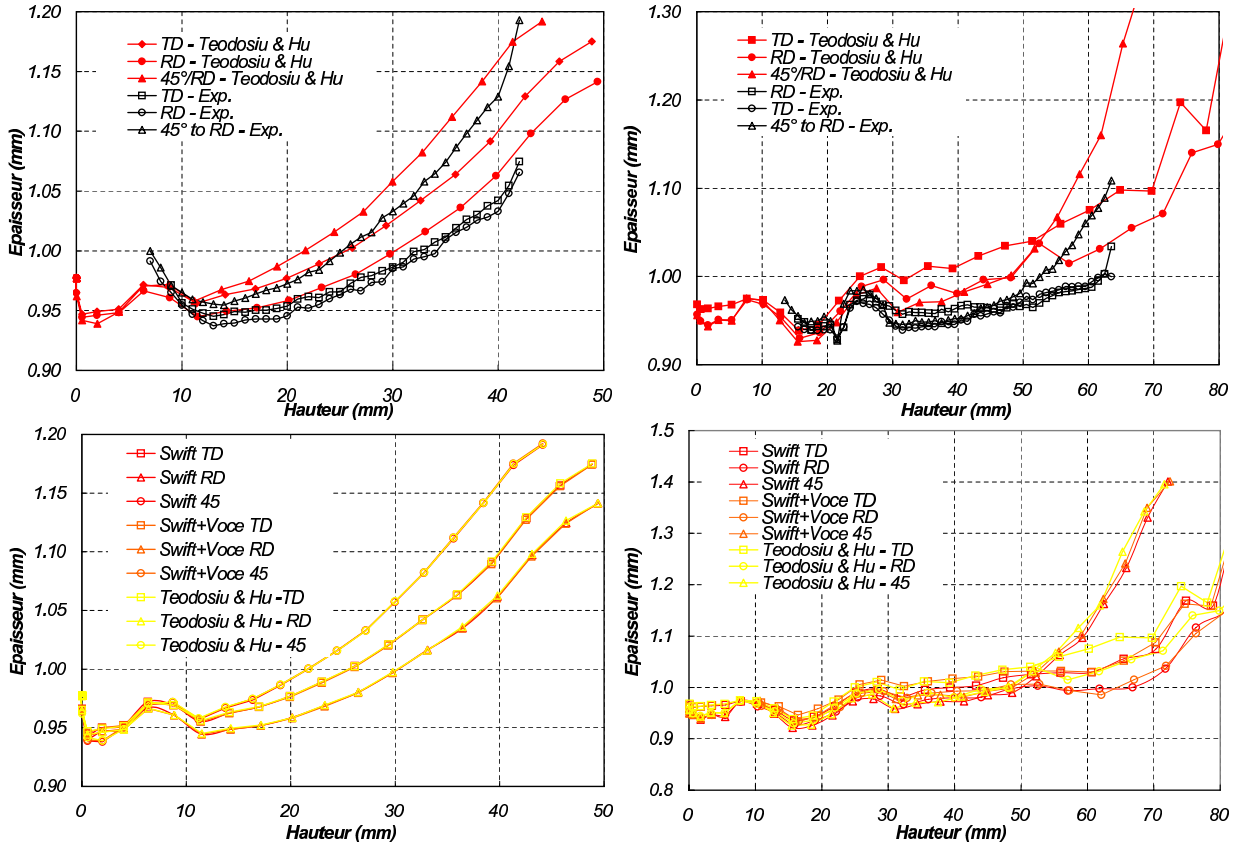 1.20
1.15
1.10
1.05
1.00
0.95
0.90
Epaisseur (mm)
TD - Teodosiu & Hu
RD - Teodosiu & Hu
45°/RD - Teodosiu & Hu
TD - Exp.
RD - Exp.
45° to RD - Exp.
0 10 20 30 40 50
Hauteur (mm)
1.30
1.20
1.10
1.00
0.90
Epaisseur (mm)
TD - Teodosiu & Hu
RD - Teodosiu & Hu
45°/RD - Teodosiu & Hu
RD - Exp.
TD - Exp.
45° to RD - Exp.
0 10 20 30 40 50 60 70 80
Hauteur (mm)
1.20
1.15
1.10
1.05
1.00
0.95
0.90
Epaisseur (mm)
Swift TD
Swift RD
Swift 45
Swift+Voce TD
Swift+Voce RD
Swift+Voce 45
Teodosiu & Hu -TD
Teodosiu & Hu - RD
Teodosiu & Hu - 45
0 10 20 30 40 50
Hauteur (mm)
1.5
1.4
1.3
1.2
1.1
1.0
0.9
0.8
Epaisseur (mm)
Swift TD
Swift RD
Swift 45
Swift+Voce TD
Swift+Voce RD
Swift+Voce 45
Teodosiu & Hu - TD
Teodosiu & Hu - RD
Teodosiu & Hu - 45
0 10 20 30 40 50 60 70 80
Hauteur (mm)